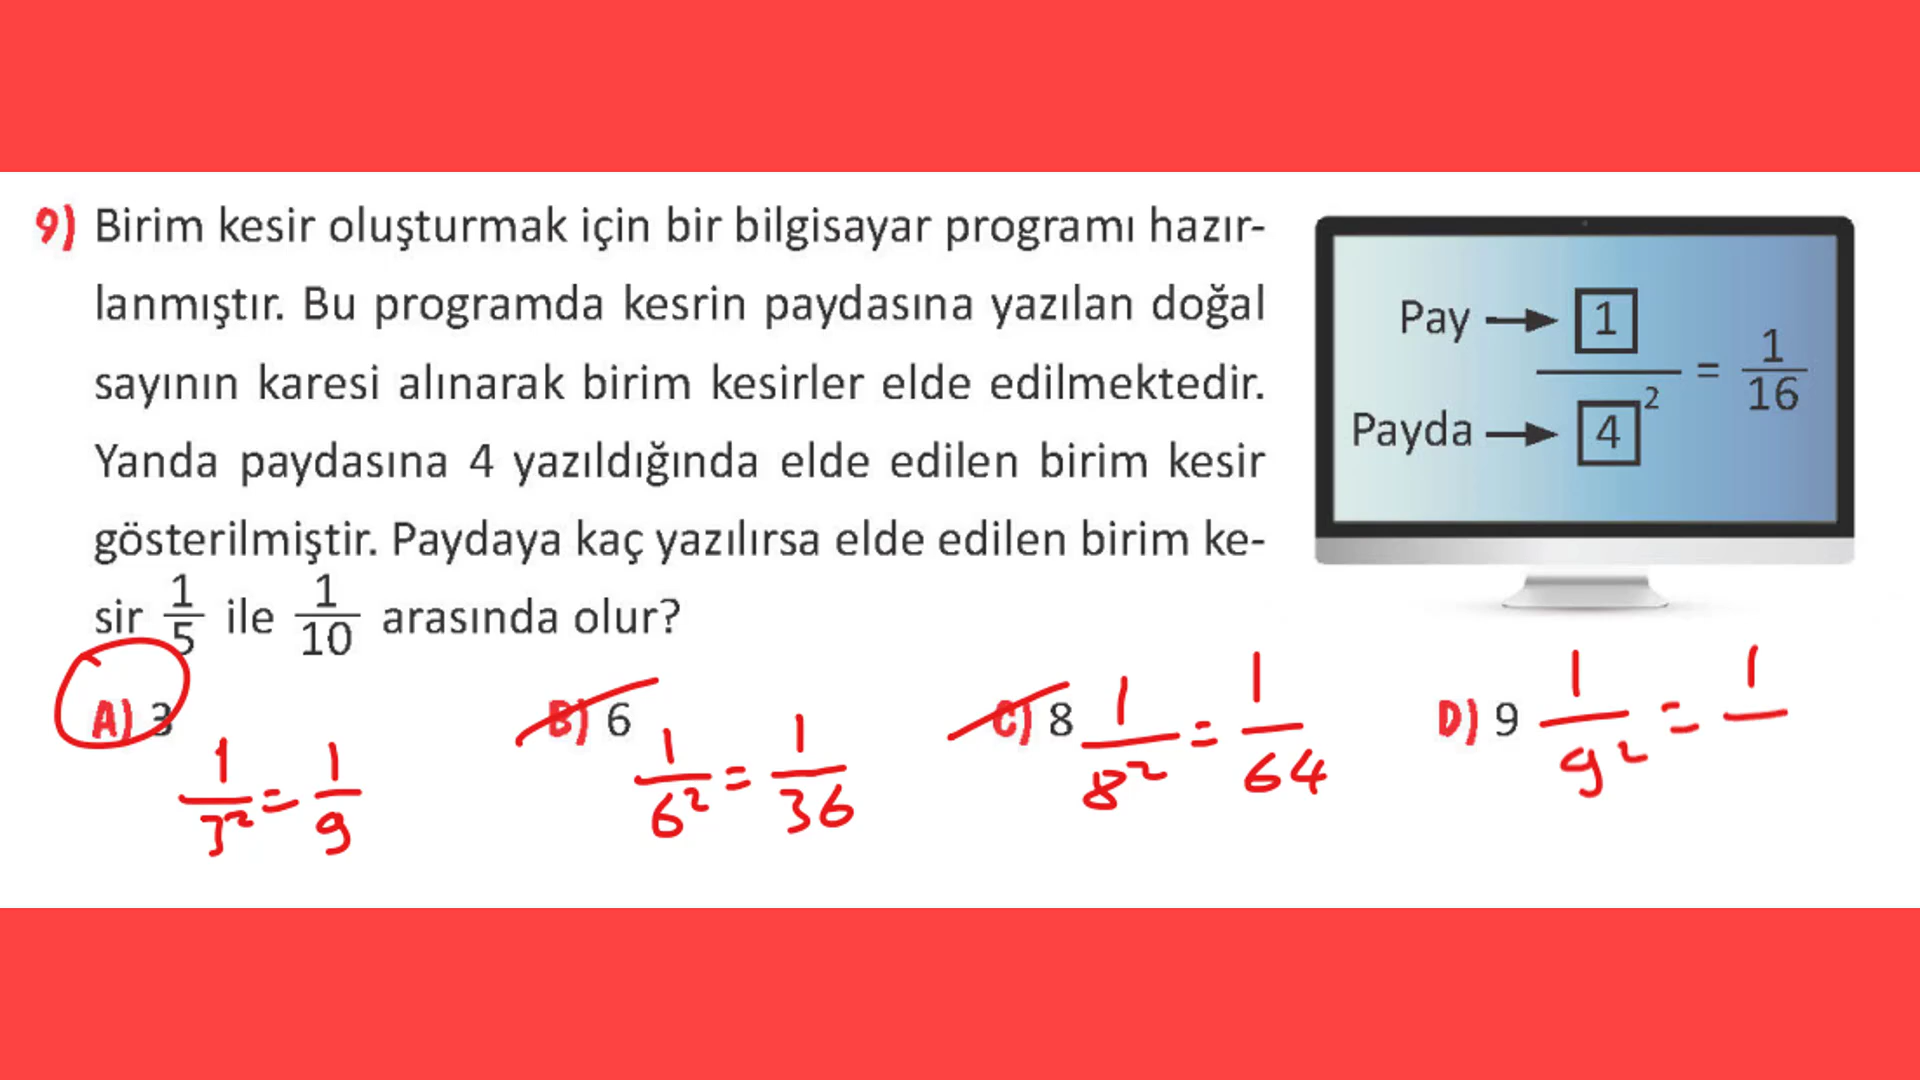 9) Birim kesir oluşturmak için bir bilgisayar programı hazır-
lanmıştır. Bu programda kesrin paydasına yazılan doğal
sayının karesi alınarak birim kesirler elde edilmektedir.
Yanda paydasına 4 yazıldığında elde edilen birim kesir
gösterilmiştir. Paydaya kaç yazılırsa elde edilen birim ke-
sir 1/5 ile 1/10 arasında olur?
Pay → 1
Payda → 4² = 1/16
A) 3 1/3² = 1/9
B) 6 1/6² = 1/36
C) 8 1/8² = 1/64
D) 9 1/9² = 1/